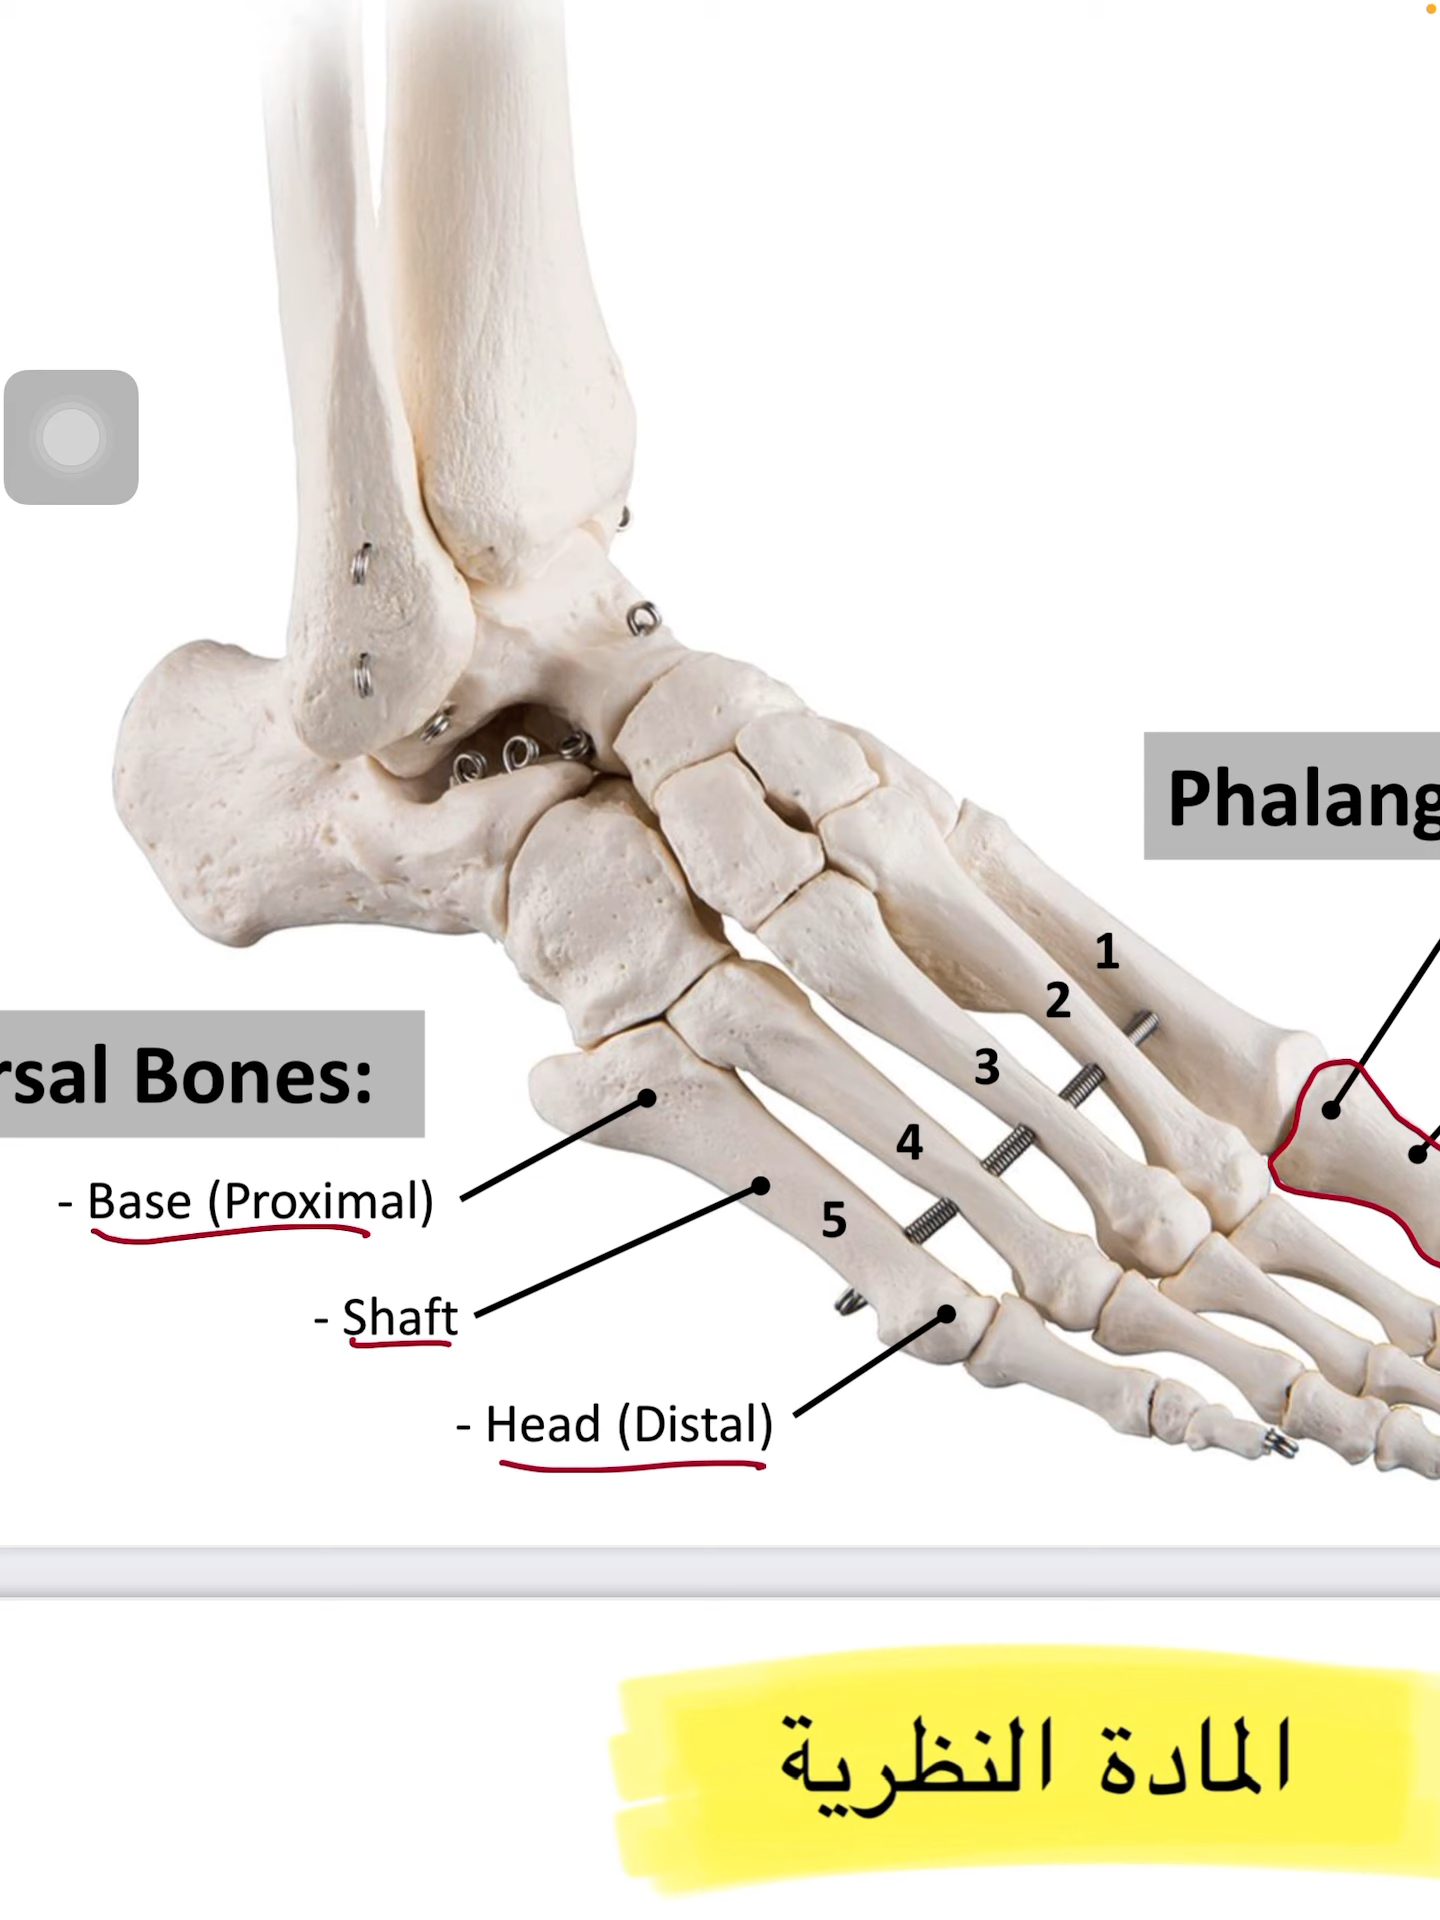 Phalang
1
2
3
4
5
rsal Bones:
- Base (Proximal)
- Shaft
- Head (Distal)
المادة النظرية